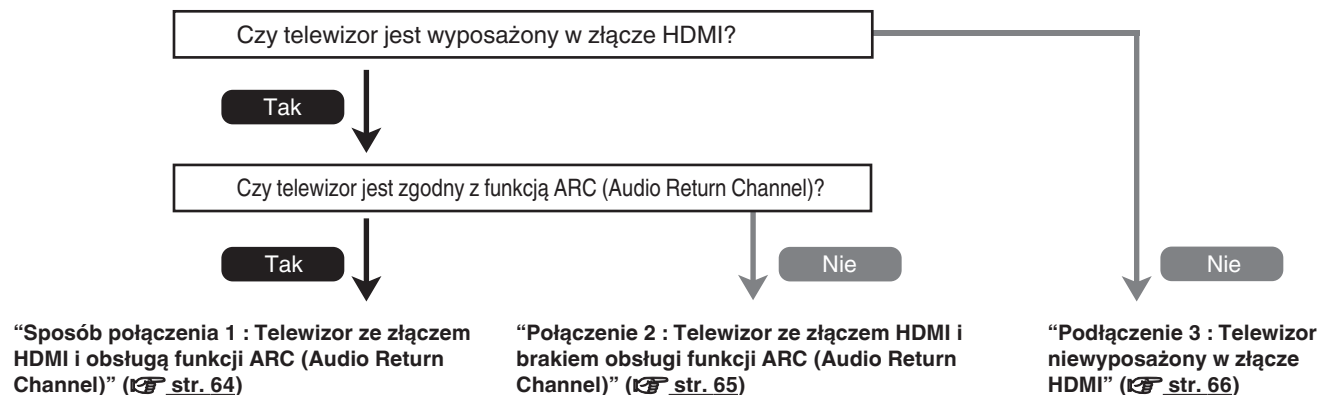 Czy telewizor jest wyposażony w złącze HDMI?
Tak
Czy telewizor jest zgodny z funkcją ARC (Audio Return Channel)?
Tak
Nie
Nie
“Sposób połączenia 1 : Telewizor ze złączem
HDMI i obsługą funkcji ARC (Audio Return
Channel)” (☞ str. 64)
“Połączenie 2 : Telewizor ze złączem HDMI i
brakiem obsługi funkcji ARC (Audio Return
Channel)” (☞ str. 65)
“Podłączenie 3 : Telewizor
niewyposażony w złącze
HDMI” (☞ str. 66)